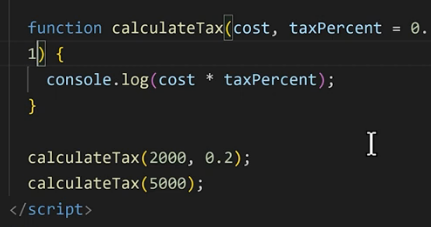 function calculateTax(cost, taxPercent = 0.
1) {
console.log(cost * taxPercent);
}
calculateTax(2000, 0.2);
calculateTax(5000);
</script>